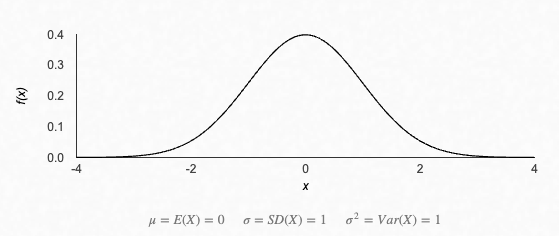 0.4
0.3
f(x)
0.2
0.1
0.0
-4 -2 0 2 4
x
μ = E(X) = 0 σ = SD(X) = 1 σ² = Var(X) = 1